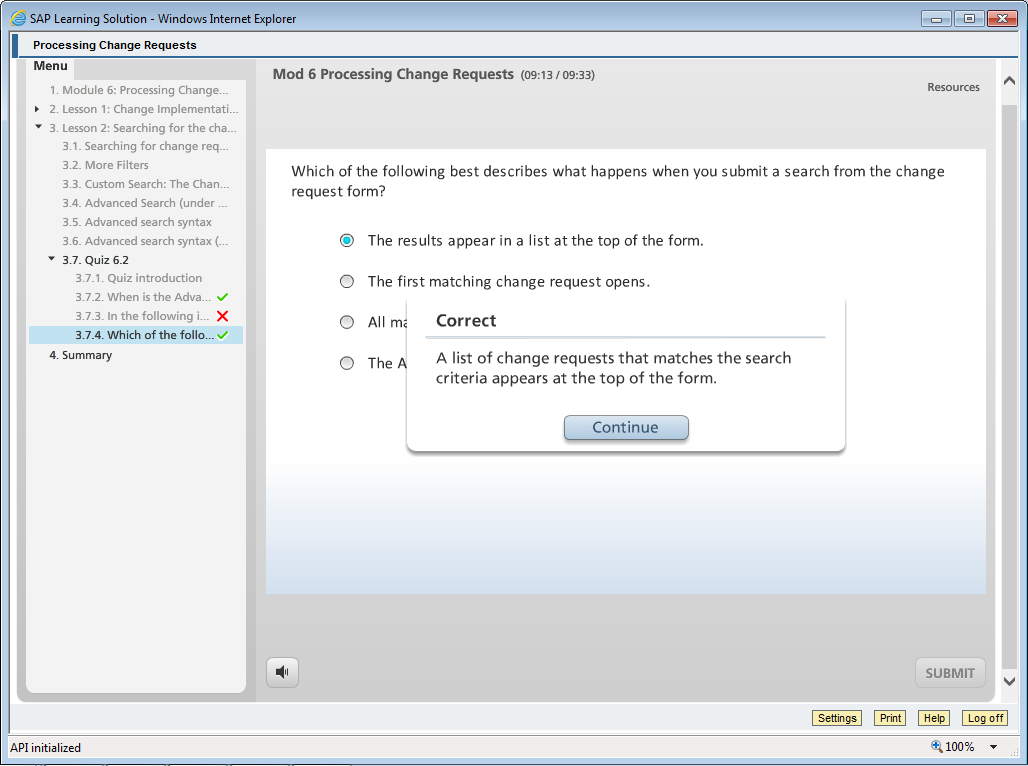 SAP Learning Solution - Windows Internet Explorer
Processing Change Requests
Menu
1. Module 6: Processing Change...
2. Lesson 1: Change Implementati...
3. Lesson 2: Searching for the cha...
3.1. Searching for change req...
3.2. More Filters
3.3. Custom Search: The Chan...
3.4. Advanced Search (under ...
3.5. Advanced search syntax
3.6. Advanced search syntax (...
3.7. Quiz 6.2
3.7.1. Quiz introduction
3.7.2. When is the Adva...
3.7.3. In the following i...
3.7.4. Which of the follo...
4. Summary
Mod 6 Processing Change Requests (09:13 / 09:33)
Resources
Which of the following best describes what happens when you submit a search from the change
request form?
The results appear in a list at the top of the form.
The first matching change request opens.
All ma
The A
Correct
A list of change requests that matches the search
criteria appears at the top of the form.
Continue
SUBMIT
Settings Print Help Log off
API initialized
100%